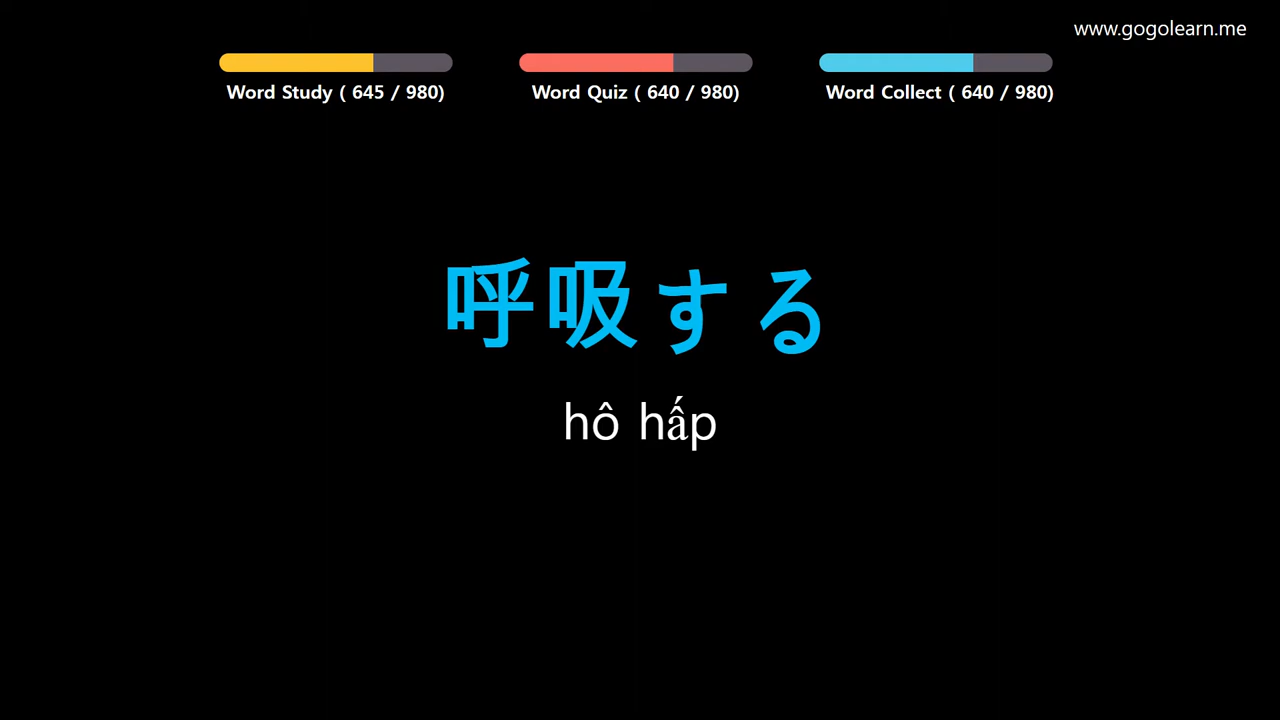 www.gogolearn.me
Word Study ( 645 / 980)
Word Quiz ( 640 / 980)
Word Collect ( 640 / 980)
呼吸する
hô hấp